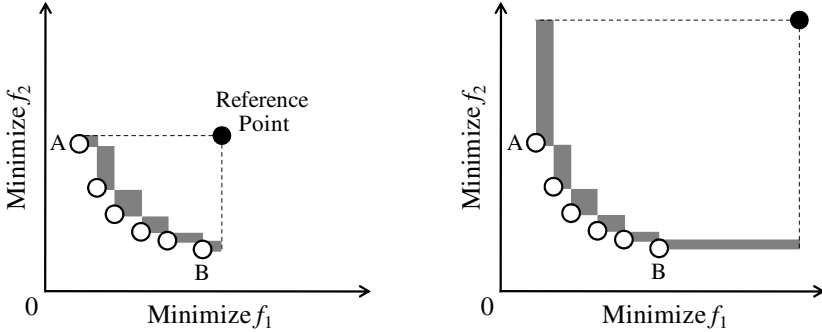 Minimize f₂
Reference
Point
A
B
0
Minimize f₁
Minimize f₂
A
B
0
Minimize f₁